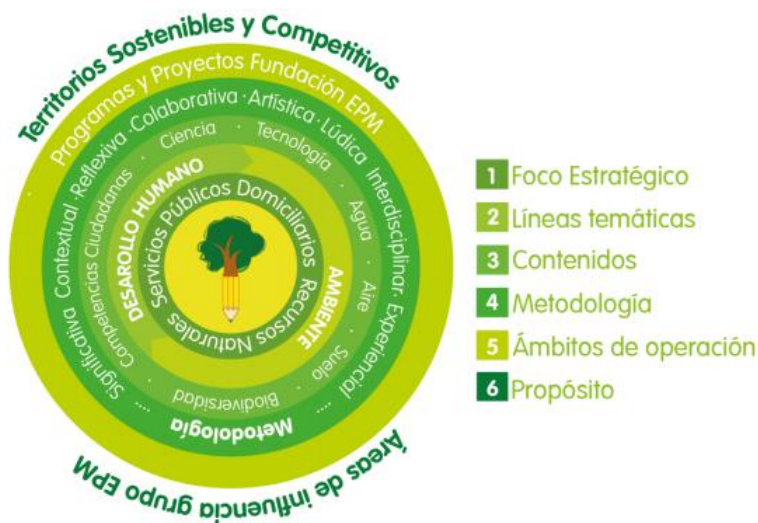 Territorios Sostenibles y Competitivos
· Programas y Proyectos Fundación EPM
Significativa Contextual · Reflexiva · Colaborativa · Artística · Lúdica Interdisciplinar · Experiencial ....
Competencias Ciudadanas · Ciencia · Tecnología · Agua · Aire · Suelo · Biodiversidad ....
DESAROLLO HUMANO
AMBIENTE
Servicios Públicos Domiciliarios
Recursos Naturales
Metodología
Áreas de influencia grupo EPM
1 Foco Estratégico
2 Líneas temáticas
3 Contenidos
4 Metodología
5 Ámbitos de operación
6 Propósito